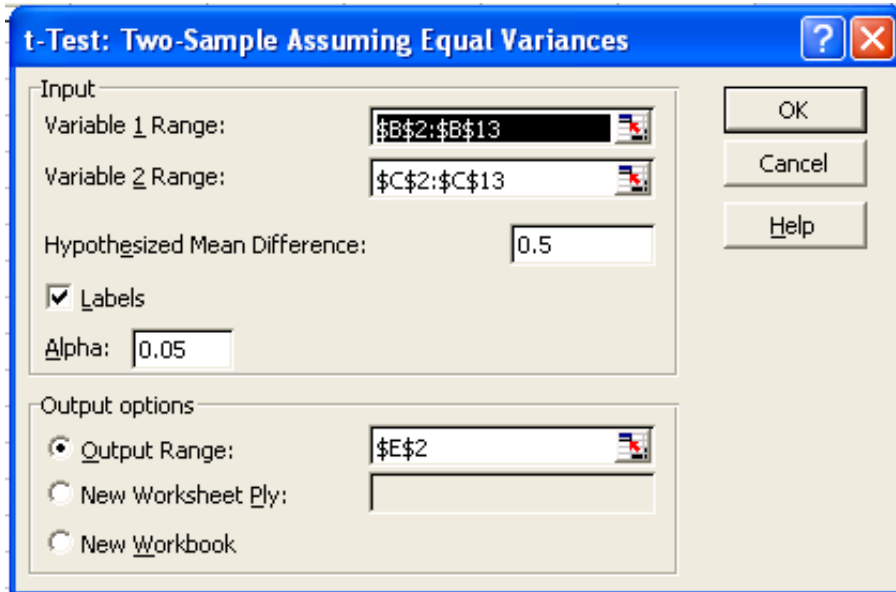 t-Test: Two-Sample Assuming Equal Variances
Input
Variable 1 Range: $B$2:$B$13
Variable 2 Range: $C$2:$C$13
Hypothesized Mean Difference: 0.5
Labels
Alpha: 0.05
Output options
Output Range: $E$2
New Worksheet Ply:
New Workbook
OK
Cancel
Help